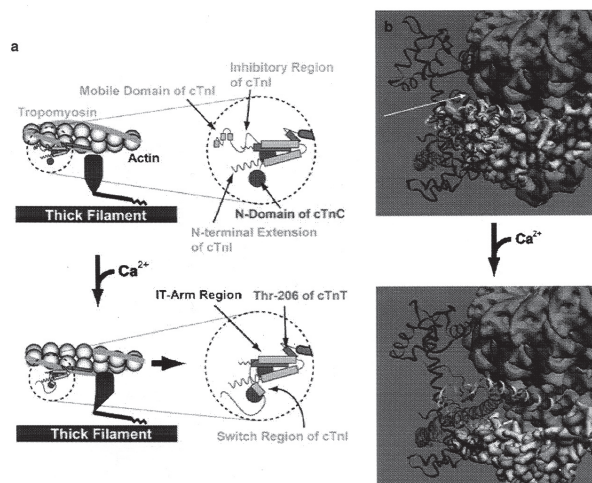 a
b
Inhibitory Region
of cTnI
Mobile Domain of cTnI
Tropomyosin
Actin
Thick Filament
N-Domain of cTnC
N-terminal Extension
of cTnI
Ca2+
Ca2+
IT-Arm Region
Thr-206 of cTnT
Thick Filament
Switch Region of cTnI